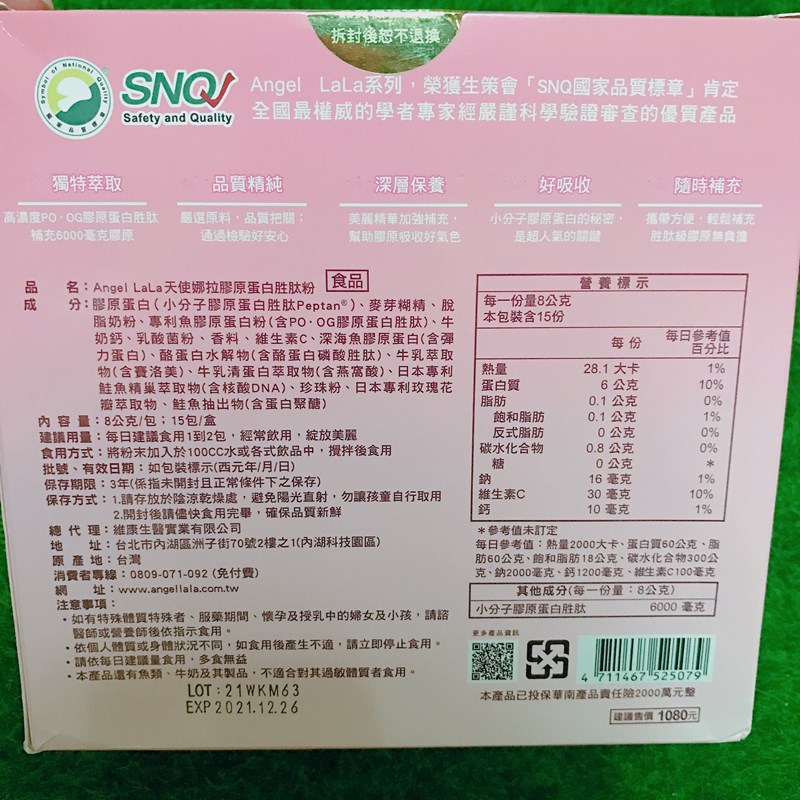 拆封後恕不退換
Symbol of National Quality
SNQ
Safety and Quality
Angel LaLa系列，榮獲生策會「SNQ國家品質標章」肯定
全國最權威的學者專家經嚴謹科學驗證審查的優質產品
獨特萃取
高濃度PO·OG膠原蛋白胜肽
補充6000毫克膠原
品質精純
嚴選原料，品質把關；
通過檢驗好安心
深層保養
美麗精華加強補充，
幫助膠原吸收好氣色
好吸收
小分子膠原蛋白的秘密，
是超人氣的關鍵
隨時補充
攜帶方便，輕鬆補充
胜肽級膠原無負擔
品 名：Angel LaLa天使娜拉膠原蛋白胜肽粉 食品
成 分：膠原蛋白（小分子膠原蛋白胜肽Peptan®）、麥芽糊精、脫
脂奶粉、專利魚膠原蛋白粉(含PO·OG膠原蛋白胜肽)、牛
奶鈣、乳酸菌粉、香料、維生素C、深海魚膠原蛋白(含彈
力蛋白)、酪蛋白水解物(含酪蛋白磷酸胜肽)、牛乳萃取
物(含賽洛美)、牛乳清蛋白萃取物(含燕窩酸)、日本專利
鮭魚精巢萃取物(含核酸DNA)、珍珠粉、日本專利玫瑰花
瓣萃取物、鮭魚抽出物(含蛋白聚醣)
內 容 量：8公克/包；15包/盒
建議用量：每日建議食用1到2包，經常飲用，綻放美麗
食用方式：將粉末加入於100CC水或各式飲品中，攪拌後食用
批號、有效日期：如包裝標示(西元年/月/日)
保存期限：3年(係指未開封且正常條件下之保存)
保存方式：1.請存放於陰涼乾燥處，避免陽光直射，勿讓孩童自行取用
2.開封後請儘快食用完畢，確保品質新鮮
總 代 理：維康生醫實業有限公司
地 址：台北市內湖區洲子街70號2樓之1(內湖科技園區)
原 產 地：台灣
消費者專線：0809-071-092 (免付費)
網 址：www.angellala.com.tw
注意事項：
·如有特殊體質特殊者、服藥期間、懷孕及授乳中的婦女及小孩，請諮
詢醫師或營養師後依指示食用。
·依個人體質或身體狀況不同，如食用後產生不適，請立即停止食用。
·請依每日建議量食用，多食無益
·本產品還有魚類、牛奶及其製品，不適合對其過敏體質者食用。
LOT:21WKM63
EXP2021.12.26
營養標示
每一份量8公克
本包裝含15份
每份 每日參考值
百分比
熱量 28.1 大卡 1%
蛋白質 6 公克 10%
脂肪 0.1 公克 0%
飽和脂肪 0.1 公克 1%
反式脂肪 0 公克 0%
碳水化合物 0.8 公克 0%
糖 0 公克 *
鈉 16 毫克 1%
維生素C 30 毫克 10%
鈣 10 毫克 1%
*參考值未訂定
每日參考值：熱量2000大卡、蛋白質60公克、脂
肪60公克、飽和脂肪18公克、碳水化合物300公
克、鈉2000毫克、鈣1200毫克、維生素C100毫克
其他成分(每一份量：8公克)
小分子膠原蛋白胜肽 6000 毫克
更多產品資訊
4 711467 525079
本產品已投保華南產品責任險2000萬元整
建議售價 1080元